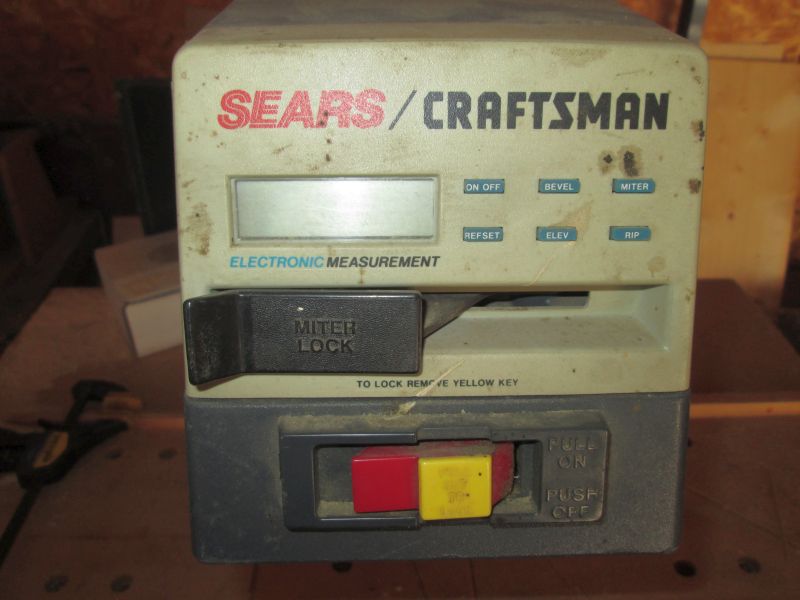 SEARS / CRAFTSMAN
ON OFF BEVEL MITER
REFSET ELEV RIP
ELECTRONIC MEASUREMENT
MITER
LOCK
TO LOCK REMOVE YELLOW KEY
PULL
ON
PUSH
OFF